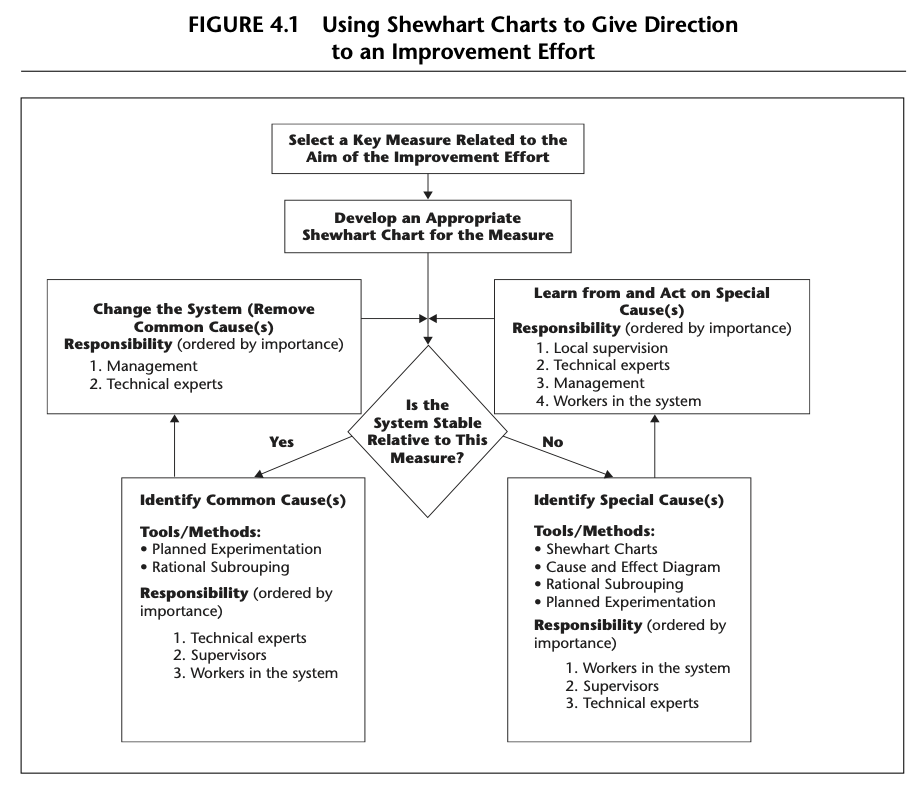 FIGURE 4.1 Using Shewhart Charts to Give Direction
to an Improvement Effort
Select a Key Measure Related to the
Aim of the Improvement Effort
Develop an Appropriate
Shewhart Chart for the Measure
Change the System (Remove
Common Cause(s)
Responsibility (ordered by importance)
1. Management
2. Technical experts
Learn from and Act on Special
Cause(s)
Responsibility (ordered by importance)
1. Local supervision
2. Technical experts
3. Management
4. Workers in the system
Is the
System Stable
Relative to This
Measure?
Yes
No
Identify Common Cause(s)
Tools/Methods:
• Planned Experimentation
• Rational Subrouping
Responsibility (ordered by
importance)
1. Technical experts
2. Supervisors
3. Workers in the system
Identify Special Cause(s)
Tools/Methods:
• Shewhart Charts
• Cause and Effect Diagram
• Rational Subrouping
• Planned Experimentation
Responsibility (ordered by
importance)
1. Workers in the system
2. Supervisors
3. Technical experts